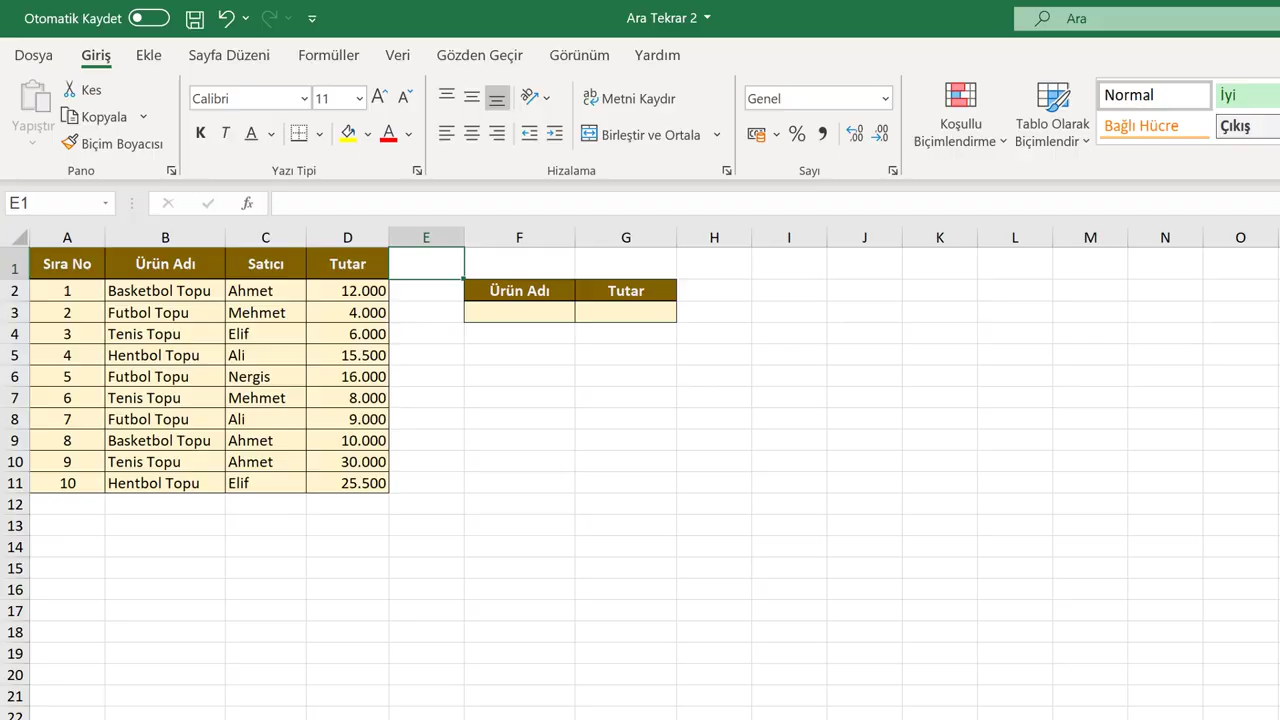 Otomatik Kaydet
Ara Tekrar 2
Ara
Dosya Giriş Ekle Sayfa Düzeni Formüller Veri Gözden Geçir Görünüm Yardım
Yapıştır
Kes
Kopyala
Biçim Boyacısı
Pano
Calibri 11
K T A
A
Yazı Tipi
Metni Kaydır
Birleştir ve Ortala
Hizalama
Genel
%
Sayı
Koşullu
Biçimlendirme
Tablo Olarak
Biçimlendir
Normal
İyi
Bağlı Hücre
Çıkış
E1
fx
A B C D E F G H I J K L M N O
1 Sıra No Ürün Adı Satıcı Tutar
2 1 Basketbol Topu Ahmet 12.000 Ürün Adı Tutar
3 2 Futbol Topu Mehmet 4.000
4 3 Tenis Topu Elif 6.000
5 4 Hentbol Topu Ali 15.500
6 5 Futbol Topu Nergis 16.000
7 6 Tenis Topu Mehmet 8.000
8 7 Futbol Topu Ali 9.000
9 8 Basketbol Topu Ahmet 10.000
10 9 Tenis Topu Ahmet 30.000
11 10 Hentbol Topu Elif 25.500
12
13
14
15
16
17
18
19
20
21
22